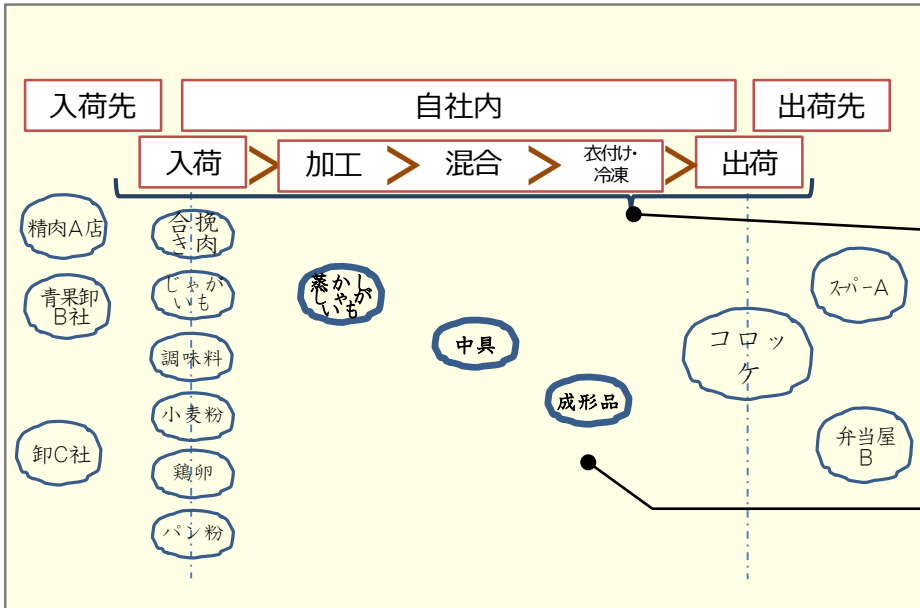 入荷先
自社内
出荷先
入荷
加工
混合
衣付け・
冷凍
出荷
精肉A店
青果卸
B社
卸C社
合挽
き肉
じゃが
いも
調味料
小麦粉
鶏卵
パン粉
蒸かし
しゃが
いも
中具
成形品
コロッ
ケ
スーパーA
弁当屋
B